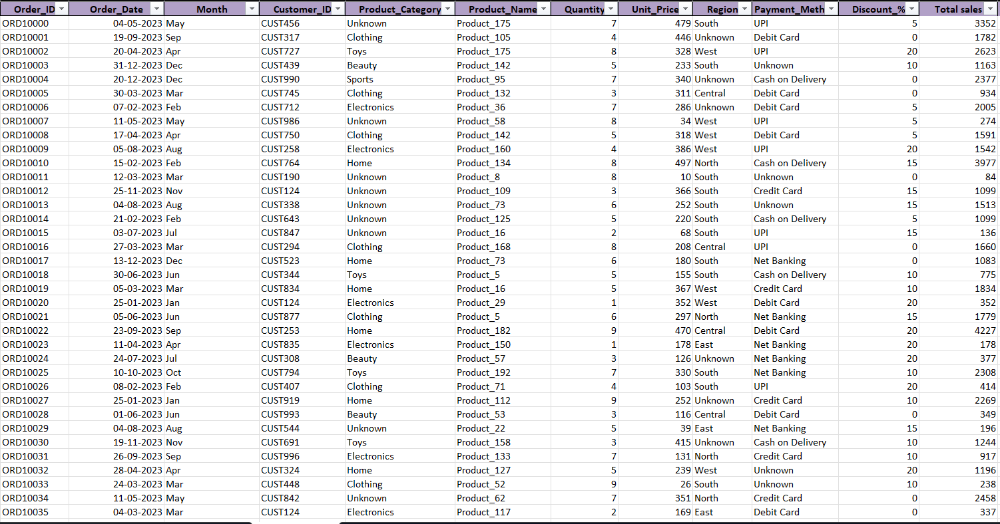 Order_ID Order_Date Month Customer_ID Product_Category Product_Name Quantity Unit_Price Region Payment_Meth Discount_% Total sales
ORD10000 04-05-2023 May CUST456 Unknown Product_175 7 479 South UPI 5 3352
ORD10001 19-09-2023 Sep CUST317 Clothing Product_105 4 446 Unknown Debit Card 0 1782
ORD10002 20-04-2023 Apr CUST727 Toys Product_175 8 328 West UPI 20 2623
ORD10003 31-12-2023 Dec CUST439 Beauty Product_142 5 233 South Unknown 10 1163
ORD10004 20-12-2023 Dec CUST990 Sports Product_95 7 340 Unknown Cash on Delivery 0 2377
ORD10005 30-03-2023 Mar CUST745 Clothing Product_132 3 311 Central Debit Card 0 934
ORD10006 07-02-2023 Feb CUST712 Electronics Product_36 7 286 Unknown Debit Card 5 2005
ORD10007 11-05-2023 May CUST986 Unknown Product_58 8 34 West UPI 5 274
ORD10008 17-04-2023 Apr CUST750 Clothing Product_142 5 318 West Debit Card 5 1591
ORD10009 05-08-2023 Aug CUST258 Electronics Product_160 4 386 West UPI 20 1542
ORD10010 15-02-2023 Feb CUST764 Home Product_134 8 497 North Cash on Delivery 15 3977
ORD10011 12-03-2023 Mar CUST190 Unknown Product_8 8 10 South Unknown 0 84
ORD10012 25-11-2023 Nov CUST124 Unknown Product_109 3 366 South Credit Card 15 1099
ORD10013 04-08-2023 Aug CUST338 Unknown Product_73 6 252 South Unknown 15 1513
ORD10014 21-02-2023 Feb CUST643 Unknown Product_125 5 220 South Cash on Delivery 5 1099
ORD10015 03-07-2023 Jul CUST847 Unknown Product_16 2 68 South UPI 15 136
ORD10016 27-03-2023 Mar CUST294 Clothing Product_168 8 208 Central UPI 0 1660
ORD10017 13-12-2023 Dec CUST523 Home Product_73 6 180 South Net Banking 0 1083
ORD10018 30-06-2023 Jun CUST344 Toys Product_5 5 155 South Cash on Delivery 10 775
ORD10019 05-03-2023 Mar CUST834 Home Product_16 5 367 West Credit Card 10 1834
ORD10020 25-01-2023 Jan CUST124 Electronics Product_29 1 352 West Debit Card 20 352
ORD10021 05-06-2023 Jun CUST877 Clothing Product_5 6 297 North Net Banking 15 1779
ORD10022 23-09-2023 Sep CUST253 Home Product_182 9 470 Central Debit Card 20 4227
ORD10023 11-04-2023 Apr CUST835 Electronics Product_150 1 178 East Net Banking 20 178
ORD10024 24-07-2023 Jul CUST308 Beauty Product_57 3 126 Unknown Net Banking 20 377
ORD10025 10-10-2023 Oct CUST794 Toys Product_192 7 330 South Net Banking 10 2308
ORD10026 08-02-2023 Feb CUST407 Clothing Product_71 4 103 South UPI 20 414
ORD10027 25-01-2023 Jan CUST919 Home Product_112 9 252 Unknown Credit Card 10 2269
ORD10028 01-06-2023 Jun CUST993 Beauty Product_53 3 116 Central Debit Card 0 349
ORD10029 04-08-2023 Aug CUST544 Unknown Product_22 5 39 East Net Banking 15 196
ORD10030 19-11-2023 Nov CUST691 Toys Product_158 3 415 Unknown Cash on Delivery 10 1244
ORD10031 26-09-2023 Sep CUST996 Electronics Product_133 7 131 North Credit Card 10 917
ORD10032 28-04-2023 Apr CUST324 Home Product_127 5 239 West Unknown 20 1196
ORD10033 24-03-2023 Mar CUST448 Clothing Product_52 9 26 South Unknown 10 238
ORD10034 11-05-2023 May CUST842 Unknown Product_62 7 351 North Credit Card 0 2458
ORD10035 04-03-2023 Mar CUST124 Electronics Product_117 2 169 East Debit Card 0 337